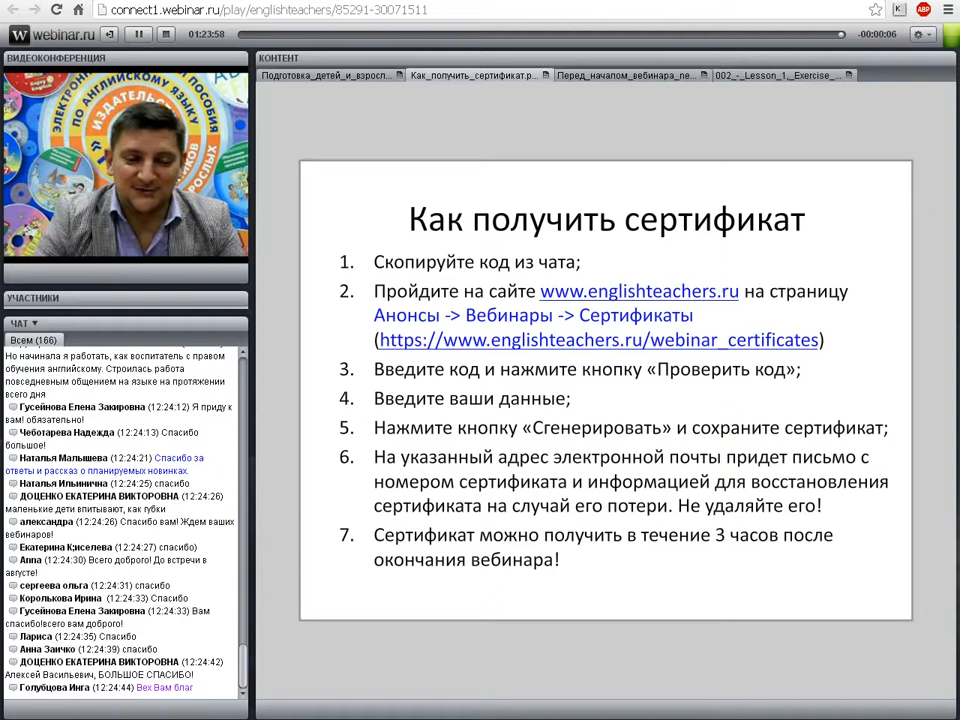 connect1.webinar.ru/play/englishteachers/85291-30071511
webinar.ru
01:23:58
-00:00:06
ВИДЕОКОНФЕРЕНЦИЯ
ЭЛЕКТРОННЫЕ ПОСОБИЯ
ПО АНГЛИЙСКОМУ ЯЗЫКУ
ИЗДАТЕЛЬ
РОСЛЫХ
УЧАСТНИКИ
ЧАТ
Всем (166)
Но начинала я работать, как воспитатель с правом
обучения английскому. Строилась работа
повседневным общением на языке на протяжении
всего дня
Гусейнова Елена Закировна (12:24:12) Я приду к
вам! обязательно!
Чеботарева Надежда (12:24:13) Спасибо
большое!
Наталья Малышева (12:24:21) Спасибо за
ответы и рассказ о планируемых новинках.
Наталья Ильинична (12:24:25) спасибо
ДОЦЕНКО ЕКАТЕРИНА ВИКТОРОВНА (12:24:26)
маленькие дети впитывают, как губки
александра (12:24:26) Спасибо вам! Ждем ваших
вебинаров!
Екатерина К;иселева (12:24:27) спасибо)
Anna (12:24:30) Всего доброго! До встречи в
августе!
сергеева ольга (12:24:31) спасибо
Королькова Ирина (12:24:33) Спасибо
Гусейнова Елена Закировна (12:24:33) Вам
спасибо!всего вам доброго!
Лариса (12:24:35) Спасибо
Анна Заичко (12:24:39) спасибо
ДОЦЕНКО ЕКАТЕРИНА ВИКТОРОВНА (12:24:42)
Алексей Васильевич, БОЛЬШОЕ СПАСИБО!
Голубцова Инга (12:24:44) Вех Вам благ
КОНТЕНТ
Подготовка_детей_и_взросл... Как_получить_сертификат.p... Перед_началом_вебинара_пе... 002_-_Lesson_1,_Exercise_...
Как получить сертификат
1. Скопируйте код из чата;
2. Пройдите на сайте www.englishteachers.ru на страницу
Анонсы -> Вебинары -> Сертификаты
(https://www.englishteachers.ru/webinar_certificates)
3. Введите код и нажмите кнопку «Проверить код»;
4. Введите ваши данные;
5. Нажмите кнопку «Сгенерировать» и сохраните сертификат;
6. На указанный адрес электронной почты придет письмо с
номером сертификата и информацией для восстановления
сертификата на случай его потери. Не удаляйте его!
7. Сертификат можно получить в течение 3 часов после
окончания вебинара!